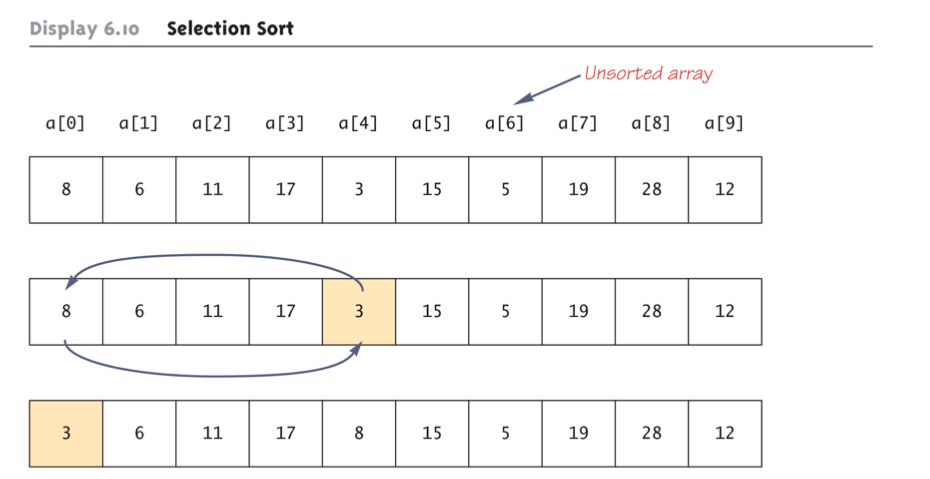 Display 6.10 Selection Sort
Unsorted array
a[0] a[1] a[2] a[3] a[4] a[5] a[6] a[7] a[8] a[9]
8 6 11 17 3 15 5 19 28 12
8 6 11 17 3 15 5 19 28 12
3 6 11 17 8 15 5 19 28 12